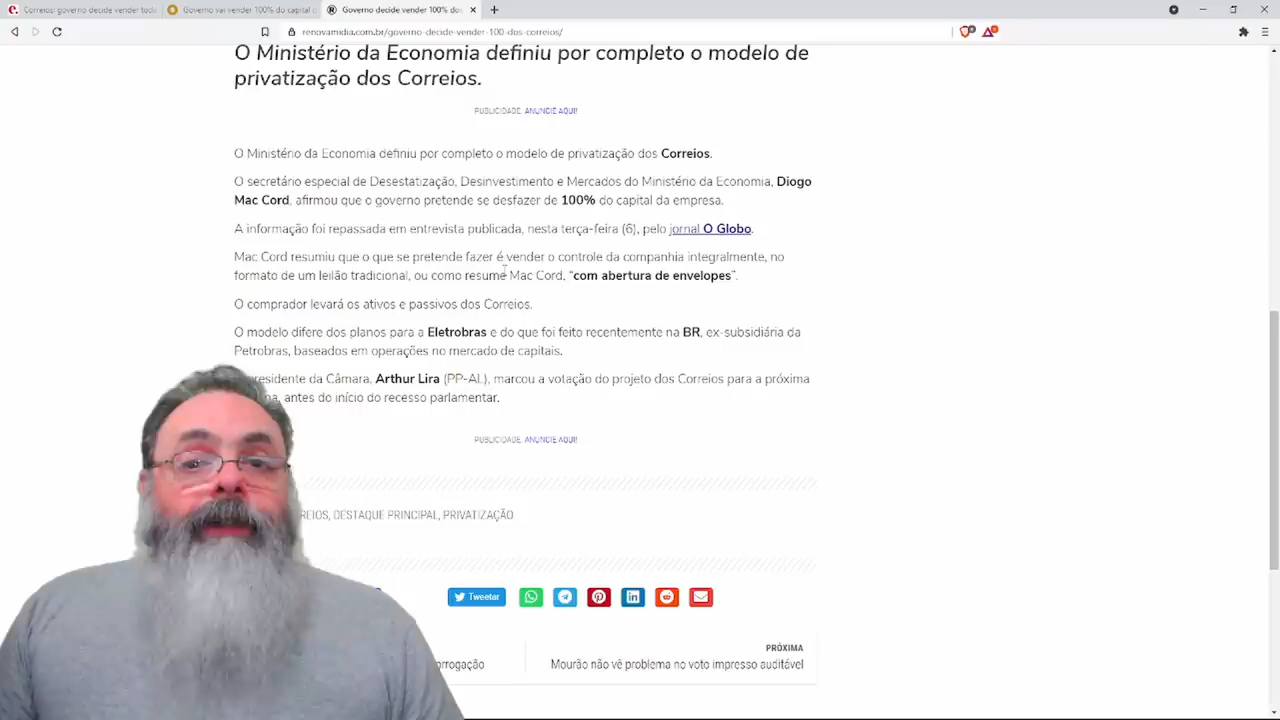 Correios: governo decide vender toda
Governo vai vender 100% do capital d
Governo decide vender 100% dos
renovamidia.com.br/governo-decide-vender-100-dos-correios/
O Ministério da Economia definiu por completo o modelo de
privatização dos Correios.
PUBLICIDADE. ANUNCIE AQUI!
O Ministério da Economia definiu por completo o modelo de privatização dos Correios.
O secretário especial de Desestatização, Desinvestimento e Mercados do Ministério da Economia, Diogo
Mac Cord, afirmou que o governo pretende se desfazer de 100% do capital da empresa.
A informação foi repassada em entrevista publicada, nesta terça-feira (6), pelo jornal O Globo.
Mac Cord resumiu que o que se pretende fazer é vender o controle da companhia integralmente, no
formato de um leilão tradicional, ou como resume Mac Cord, “com abertura de envelopes”.
O comprador levará os ativos e passivos dos Correios.
O modelo difere dos planos para a Eletrobras e do que foi feito recentemente na BR, ex-subsidiária da
Petrobras, baseados em operações no mercado de capitais.
residente da Câmara, Arthur Lira (PP-AL), marcou a votação do projeto dos Correios para a próxima
na, antes do início do recesso parlamentar.
PUBLICIDADE. ANUNCIE AQUI!
REIOS, DESTAQUE PRINCIPAL, PRIVATIZAÇÃO
Tweetar
PRÓXIMA
orrogação
Mourão não vê problema no voto impresso auditável